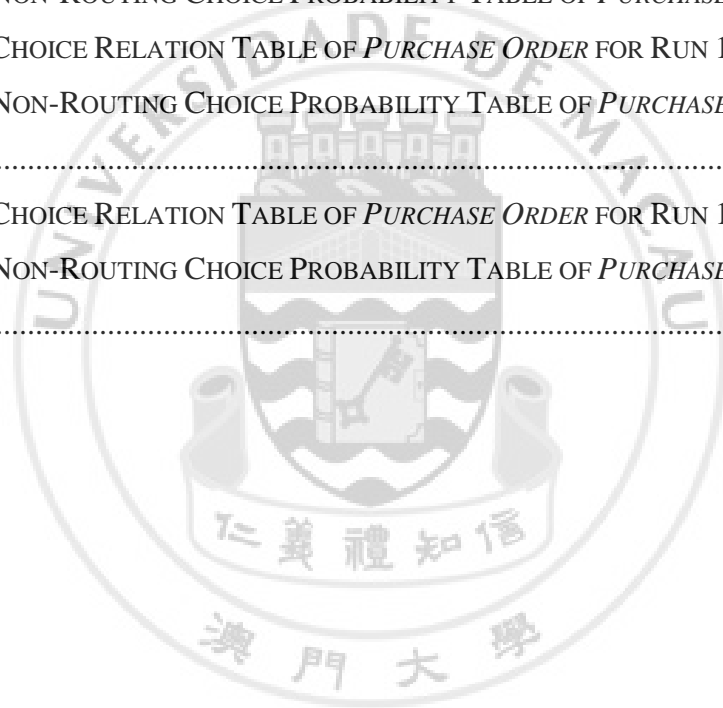 NON-ROUTING CHOICE PROBABILITY TABLE OF PURCHASE
CHOICE RELATION TABLE OF PURCHASE ORDER FOR RUN 1
NON-ROUTING CHOICE PROBABILITY TABLE OF PURCHASE
CHOICE RELATION TABLE OF PURCHASE ORDER FOR RUN 1
NON-ROUTING CHOICE PROBABILITY TABLE OF PURCHASE
UNIVERSIDADE DE MACAU
仁義禮知信
澳門大學